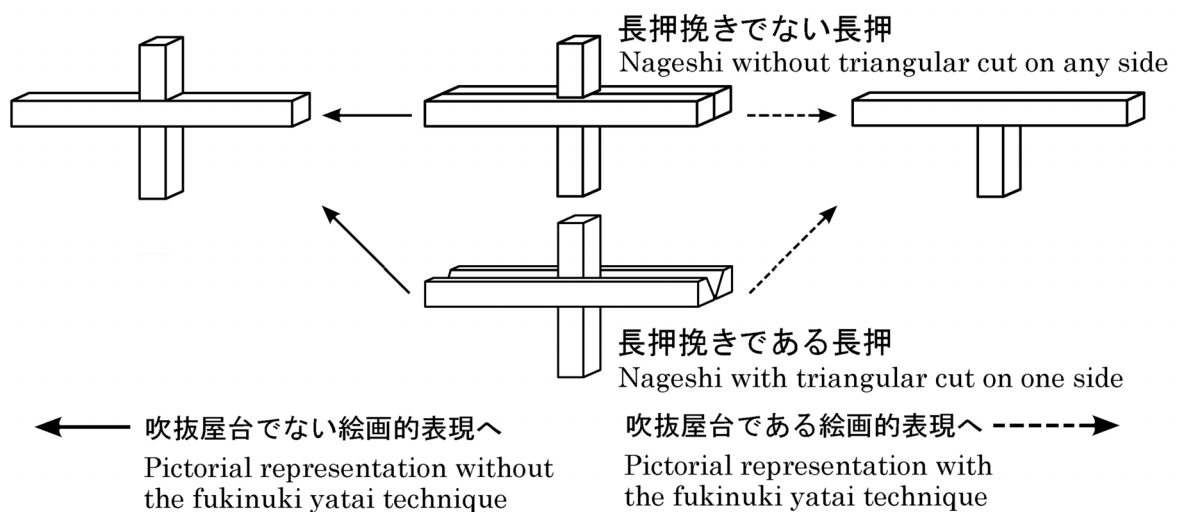 長押挽きでない長押
Nageshi without triangular cut on any side
長押挽きである長押
Nageshi with triangular cut on one side
吹抜屋台でない絵画的表現へ
Pictorial representation without
the fukinuki yatai technique
吹抜屋台である絵画的表現へ
Pictorial representation with
the fukinuki yatai technique